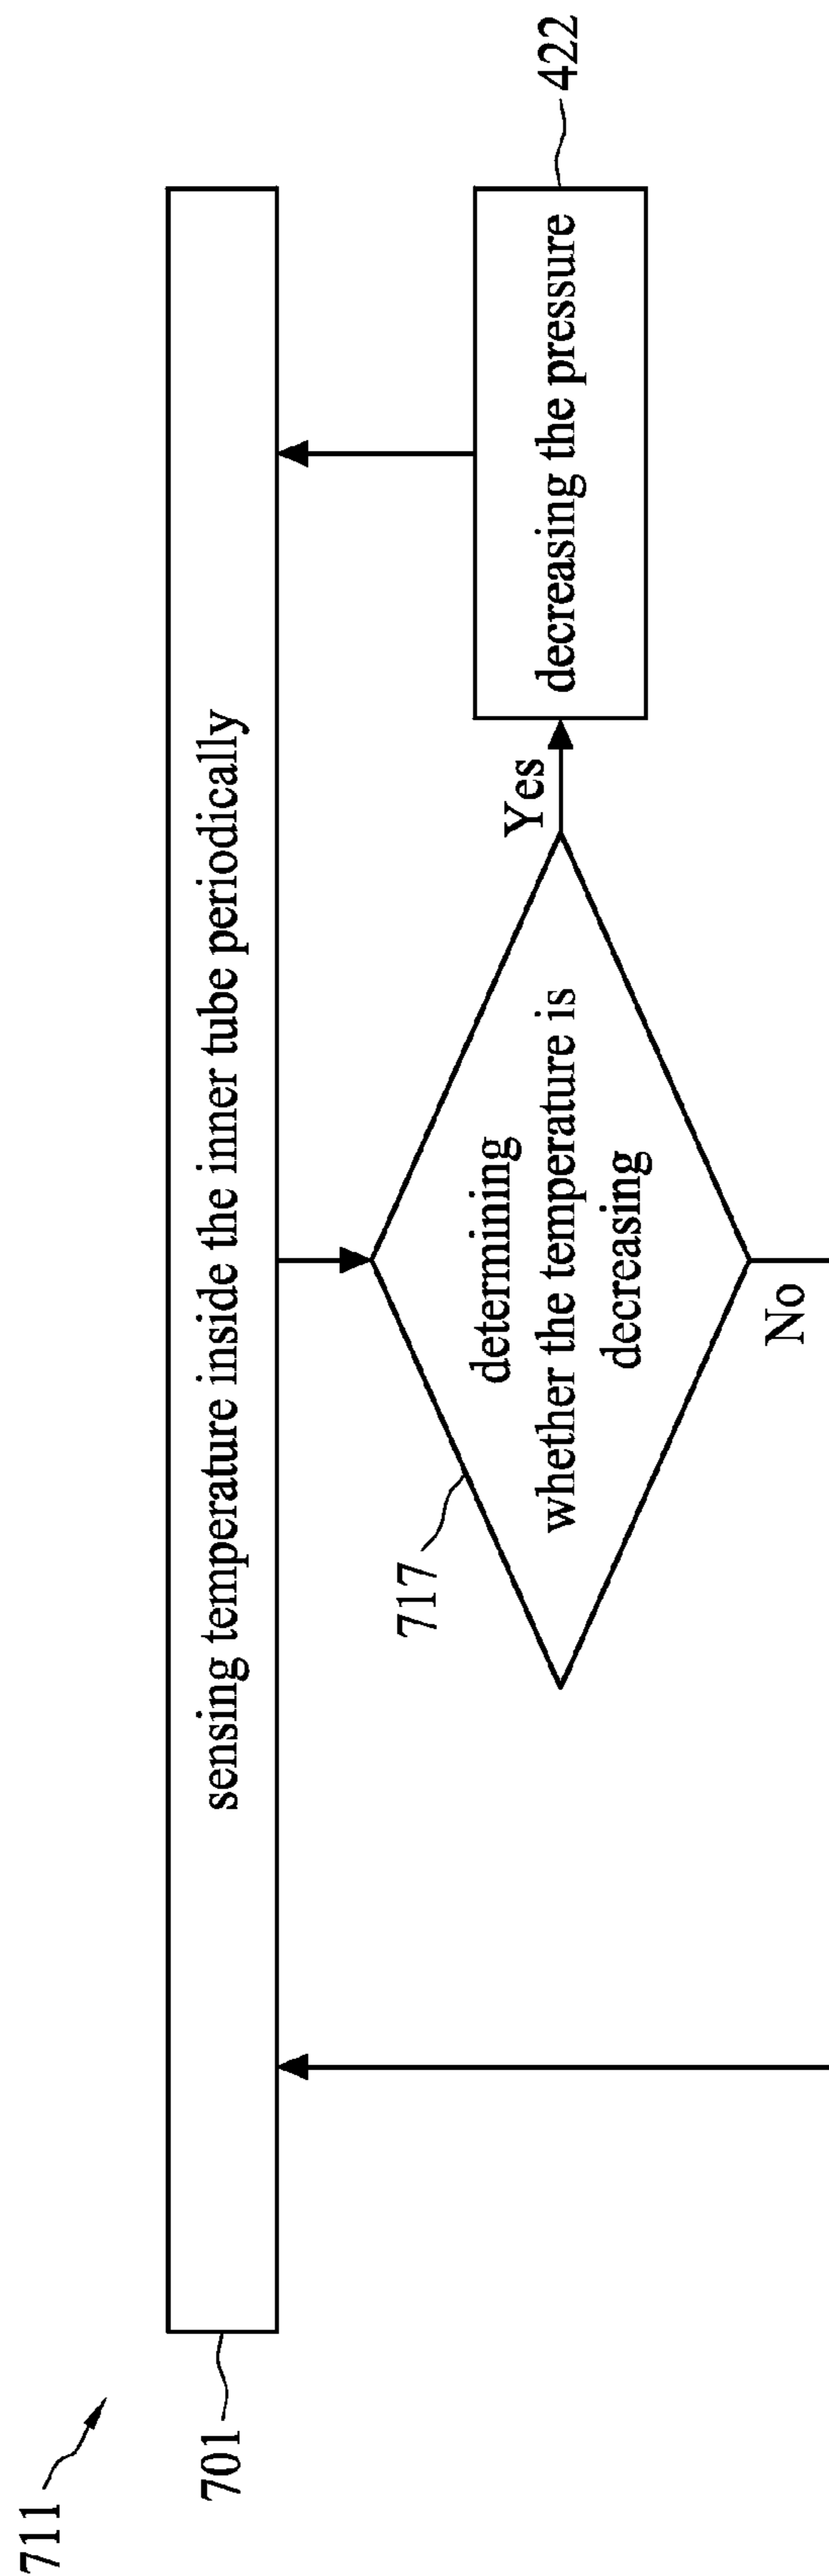 711
701
sensing temperature inside the inner tube periodically
717
determining
whether the temperature is
decreasing
Yes
decreasing the pressure
422
No